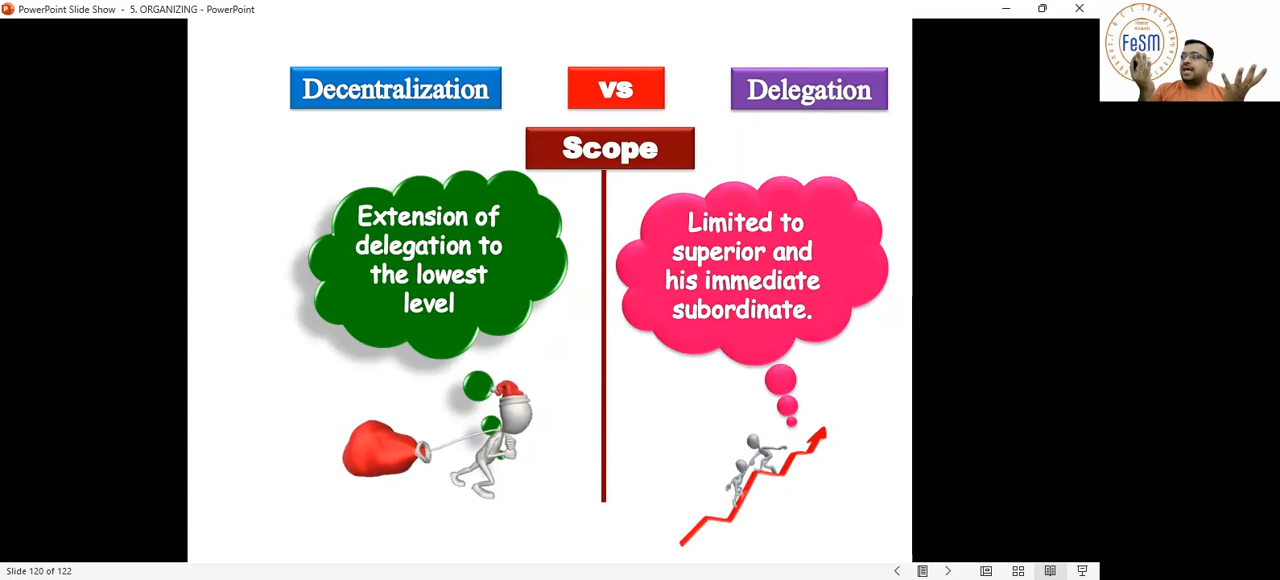 PowerPoint Slide Show - 5. ORGANIZING - PowerPoint
Decentralization
vs
Delegation
Scope
Extension of
delegation to
the lowest
level
Limited to
superior and
his immediate
subordinate.
FeSM
Slide 120 of 122